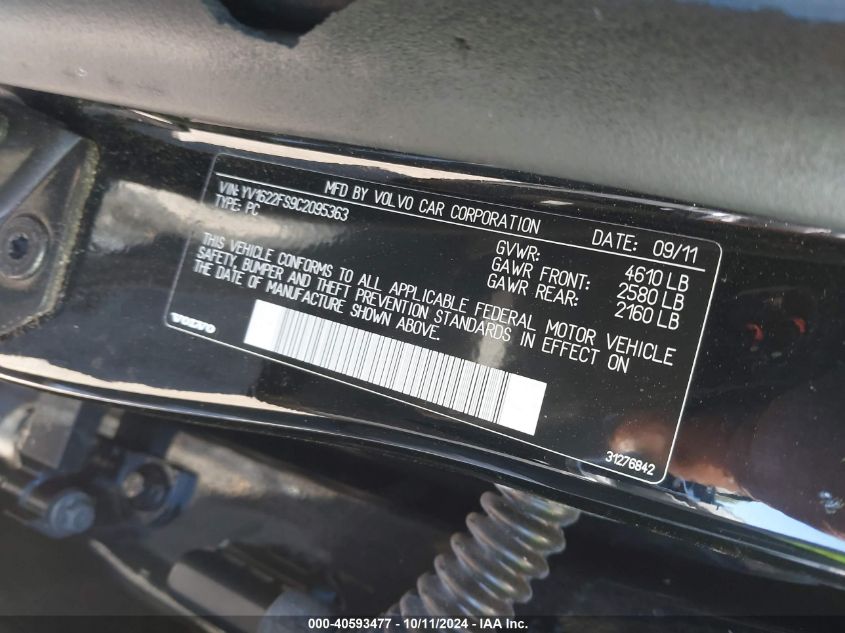 MFD BY VOLVO CAR CORPORATION DATE: 09/11
VIN: YV1622FS9C2095363
TYPE: PC
GVWR: 4610 LB
GAWR FRONT: 2580 LB
GAWR REAR: 2160 LB
THIS VEHICLE CONFORMS TO ALL APPLICABLE FEDERAL MOTOR VEHICLE
SAFETY, BUMPER AND THEFT PREVENTION STANDARDS IN EFFECT ON
THE DATE OF MANUFACTURE SHOWN ABOVE.
VOLVO
31276842
000-40593477 - 10/11/2024 - IAA Inc.